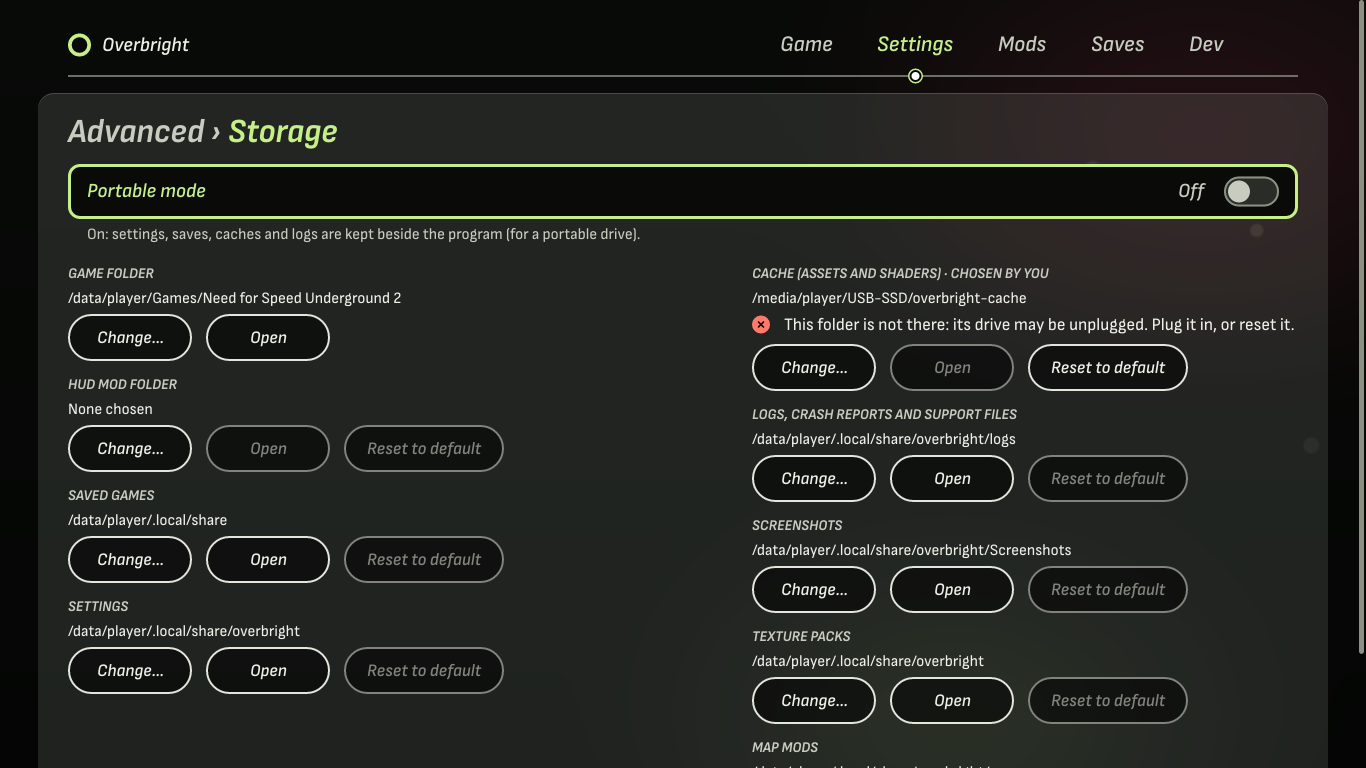 Overbright
Game Settings Mods Saves Dev
Advanced › Storage
Portable mode Off
On: settings, saves, caches and logs are kept beside the program (for a portable drive).
GAME FOLDER
/data/player/Games/Need for Speed Underground 2
Change... Open
HUD MOD FOLDER
None chosen
Change... Open Reset to default
SAVED GAMES
/data/player/.local/share
Change... Open Reset to default
SETTINGS
/data/player/.local/share/overbright
Change... Open Reset to default
CACHE (ASSETS AND SHADERS) · CHOSEN BY YOU
/media/player/USB-SSD/overbright-cache
This folder is not there: its drive may be unplugged. Plug it in, or reset it.
Change... Open Reset to default
LOGS, CRASH REPORTS AND SUPPORT FILES
/data/player/.local/share/overbright/logs
Change... Open Reset to default
SCREENSHOTS
/data/player/.local/share/overbright/Screenshots
Change... Open Reset to default
TEXTURE PACKS
/data/player/.local/share/overbright
Change... Open Reset to default
MAP MODS